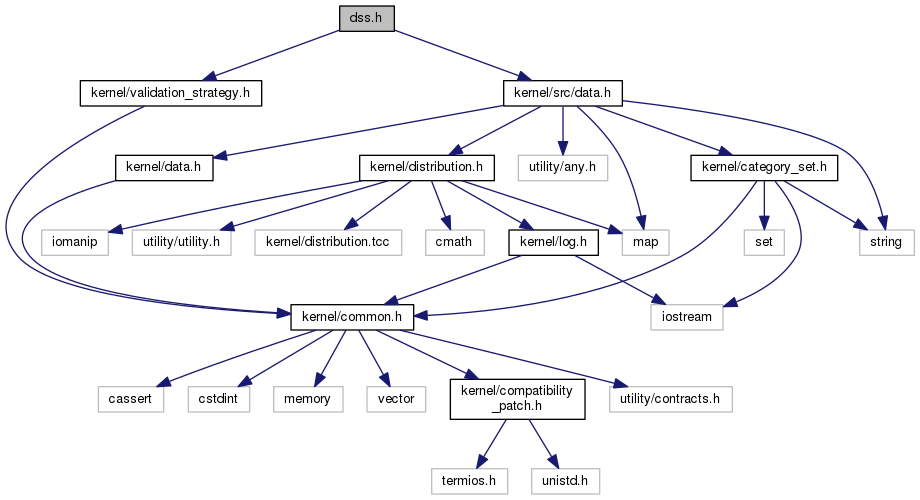 dss.h
kernel/validation_strategy.h
kernel/src/data.h
kernel/data.h
kernel/distribution.h
utility/any.h
kernel/category_set.h
iomanip
utility/utility.h
kernel/distribution.tcc
cmath
kernel/log.h
map
set
string
kernel/common.h
iostream
cassert
cstdint
memory
vector
kernel/compatibility
_patch.h
utility/contracts.h
termios.h
unistd.h